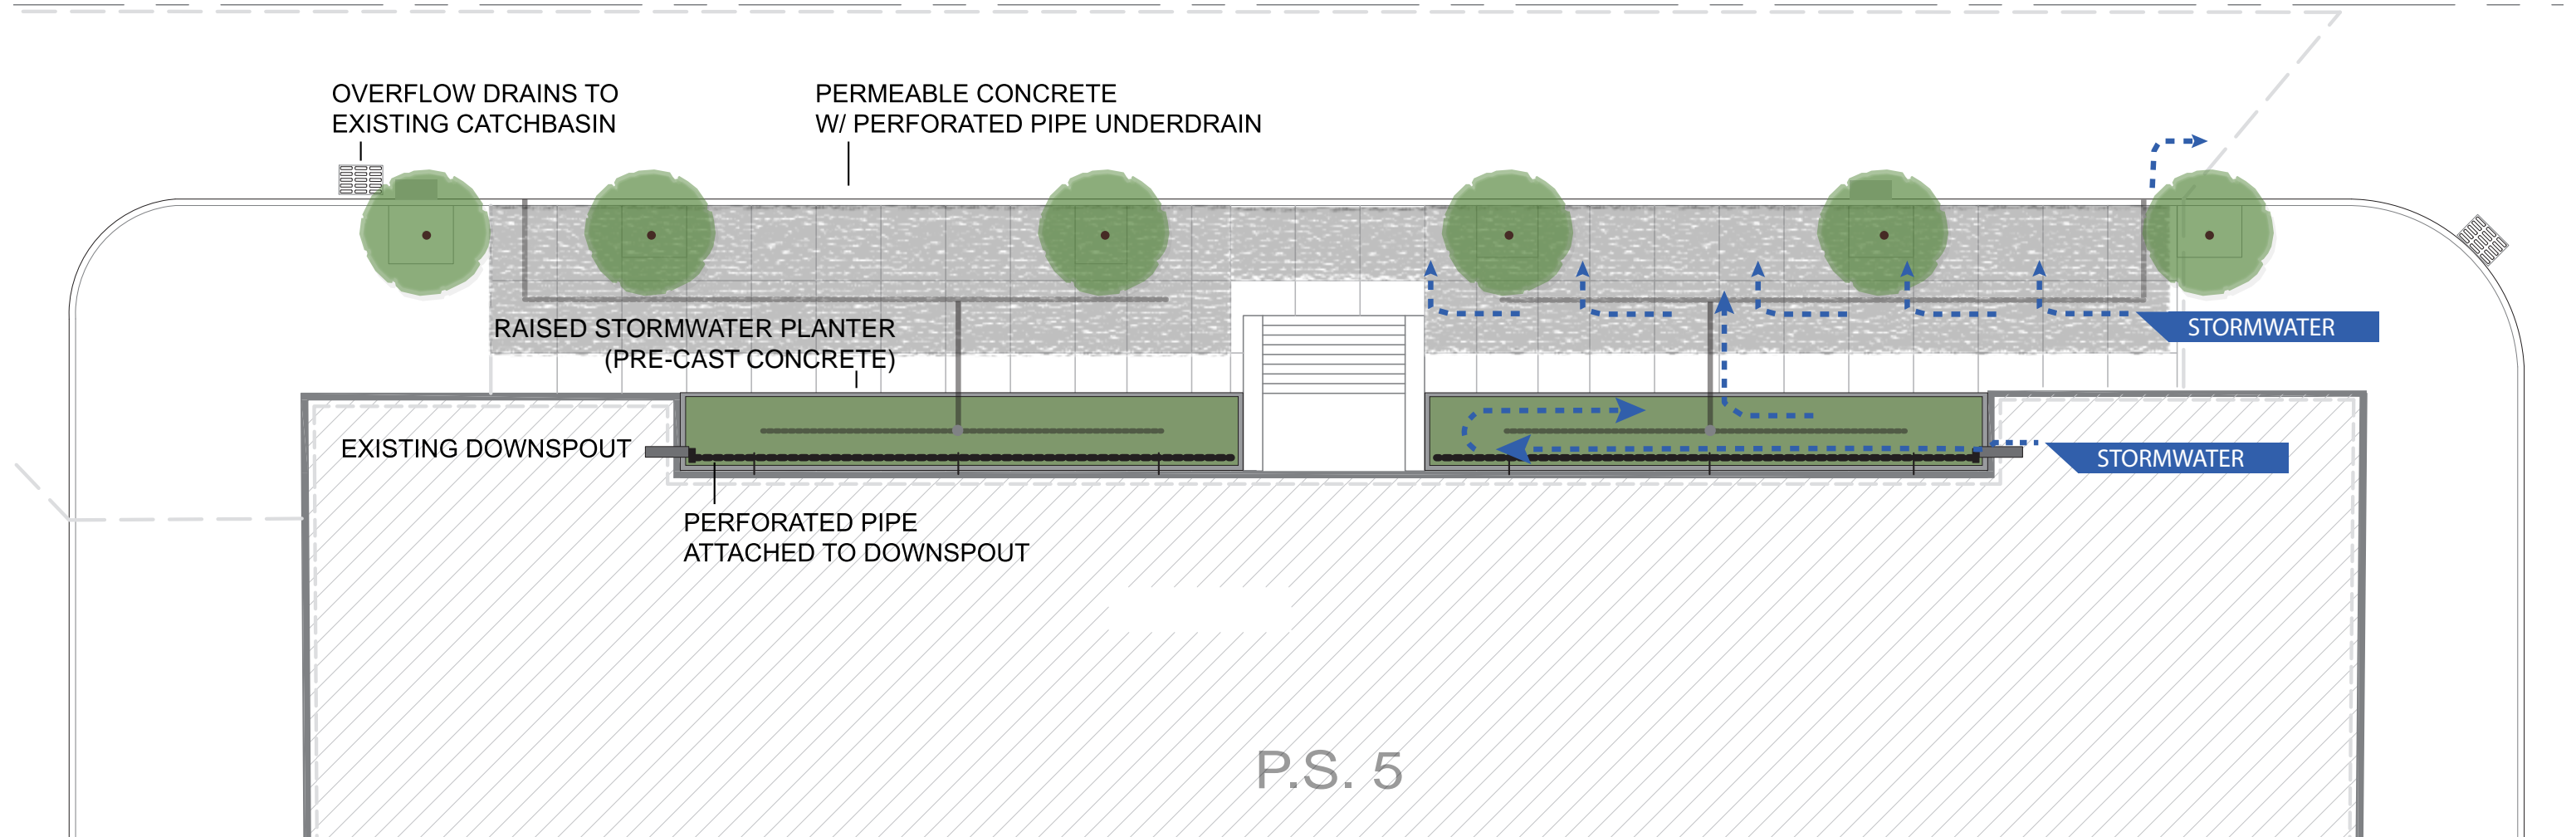 OVERFLOW DRAINS TO
EXISTING CATCHBASIN
PERMEABLE CONCRETE
W/ PERFORATED PIPE UNDERDRAIN
RAISED STORMWATER PLANTER
(PRE-CAST CONCRETE)
STORMWATER
EXISTING DOWNSPOUT
STORMWATER
PERFORATED PIPE
ATTACHED TO DOWNSPOUT
P.S. 5